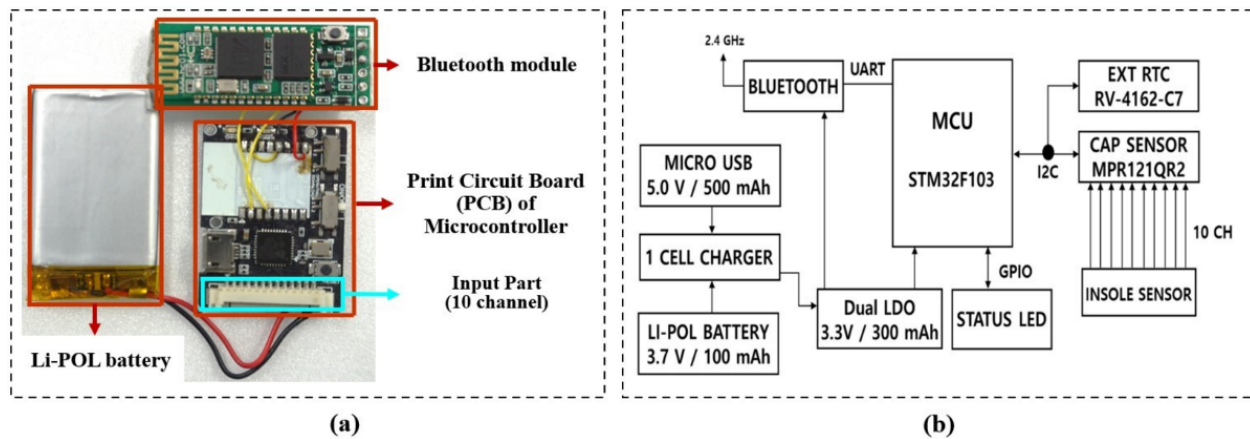 Bluetooth module
Print Circuit Board
(PCB) of
Microcontroller
Input Part
(10 channel)
Li-POL battery
(a)
2.4 GHz
BLUETOOTH
UART
MCU
STM32F103
EXT RTC
RV-4162-C7
I2C
CAP SENSOR
MPR121QR2
10 CH
INSOLE SENSOR
MICRO USB
5.0 V / 500 mAh
1 CELL CHARGER
LI-POL BATTERY
3.7 V / 100 mAh
Dual LDO
3.3V / 300 mAh
GPIO
STATUS LED
(b)